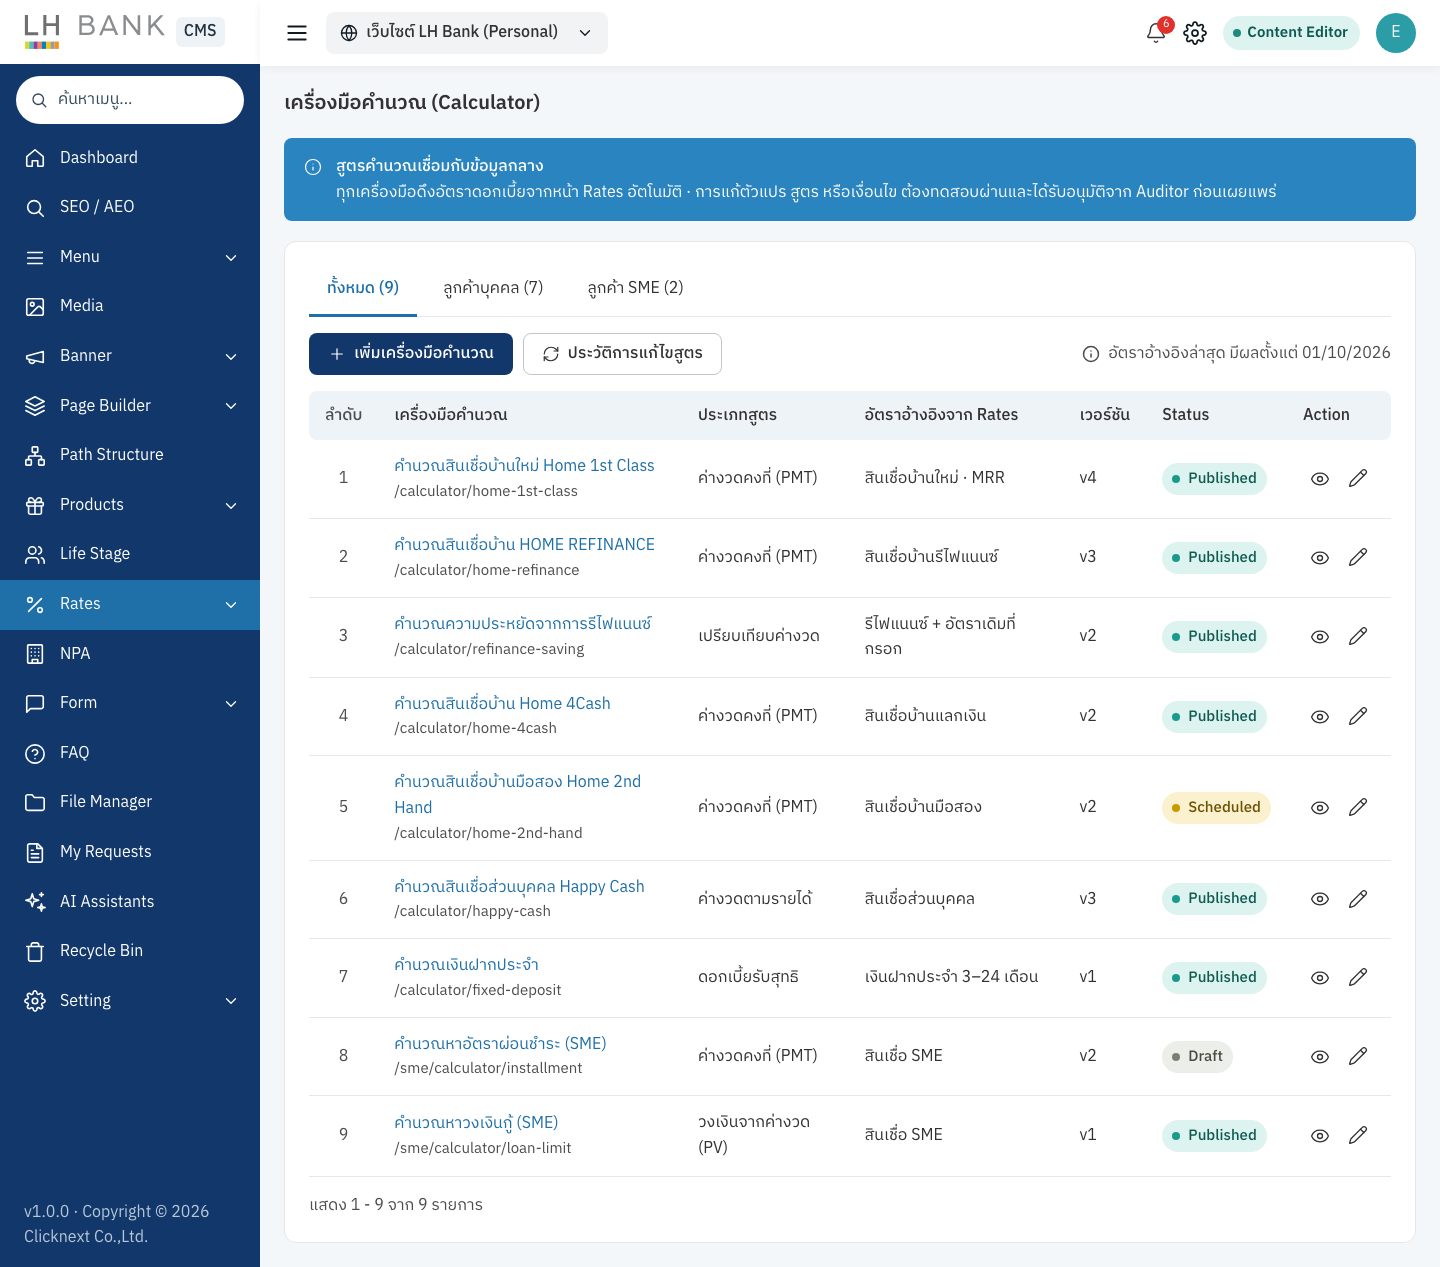 LH BANK CMS
เว็บไซต์ LH Bank (Personal)
6
Content Editor
E
ค้นหาเมนู...
Dashboard
SEO / AEO
Menu
Media
Banner
Page Builder
Path Structure
Products
Life Stage
Rates
NPA
Form
FAQ
File Manager
My Requests
AI Assistants
Recycle Bin
Setting
v1.0.0 · Copyright © 2026
Clicknext Co.,Ltd.
เครื่องมือคำนวณ (Calculator)
สูตรคำนวณเชื่อมกับข้อมูลกลาง
ทุกเครื่องมือดึงอัตราดอกเบี้ยจากหน้า Rates อัตโนมัติ · การแก้ตัวแปร สูตร หรือเงื่อนไข ต้องทดสอบผ่านและได้รับอนุมัติจาก Auditor ก่อนเผยแพร่
ทั้งหมด (9) ลูกค้าบุคคล (7) ลูกค้า SME (2)
เพิ่มเครื่องมือคำนวณ ประวัติการแก้ไขสูตร อัตราอ้างอิงล่าสุด มีผลตั้งแต่ 01/10/2026
ลำดับ เครื่องมือคำนวณ ประเภทสูตร อัตราอ้างอิงจาก Rates เวอร์ชัน Status Action
1 คำนวณสินเชื่อบ้านใหม่ Home 1st Class ค่างวดคงที่ (PMT) สินเชื่อบ้านใหม่ · MRR v4 Published
/calculator/home-1st-class
2 คำนวณสินเชื่อบ้าน HOME REFINANCE ค่างวดคงที่ (PMT) สินเชื่อบ้านรีไฟแนนซ์ v3 Published
/calculator/home-refinance
3 คำนวณความประหยัดจากการรีไฟแนนซ์ เปรียบเทียบค่างวด รีไฟแนนซ์ + อัตราเดิมที่ v2 Published
/calculator/refinance-saving กรอก
4 คำนวณสินเชื่อบ้าน Home 4Cash ค่างวดคงที่ (PMT) สินเชื่อบ้านแลกเงิน v2 Published
/calculator/home-4cash
5 คำนวณสินเชื่อบ้านมือสอง Home 2nd ค่างวดคงที่ (PMT) สินเชื่อบ้านมือสอง v2 Scheduled
Hand
/calculator/home-2nd-hand
6 คำนวณสินเชื่อส่วนบุคคล Happy Cash ค่างวดตามรายได้ สินเชื่อส่วนบุคคล v3 Published
/calculator/happy-cash
7 คำนวณเงินฝากประจำ ดอกเบี้ยรับสุทธิ เงินฝากประจำ 3–24 เดือน v1 Published
/calculator/fixed-deposit
8 คำนวณหาอัตราผ่อนชำระ (SME) ค่างวดคงที่ (PMT) สินเชื่อ SME v2 Draft
/sme/calculator/installment
9 คำนวณหาวงเงินกู้ (SME) วงเงินจากค่างวด สินเชื่อ SME v1 Published
/sme/calculator/loan-limit (PV)
แสดง 1 - 9 จาก 9 รายการ